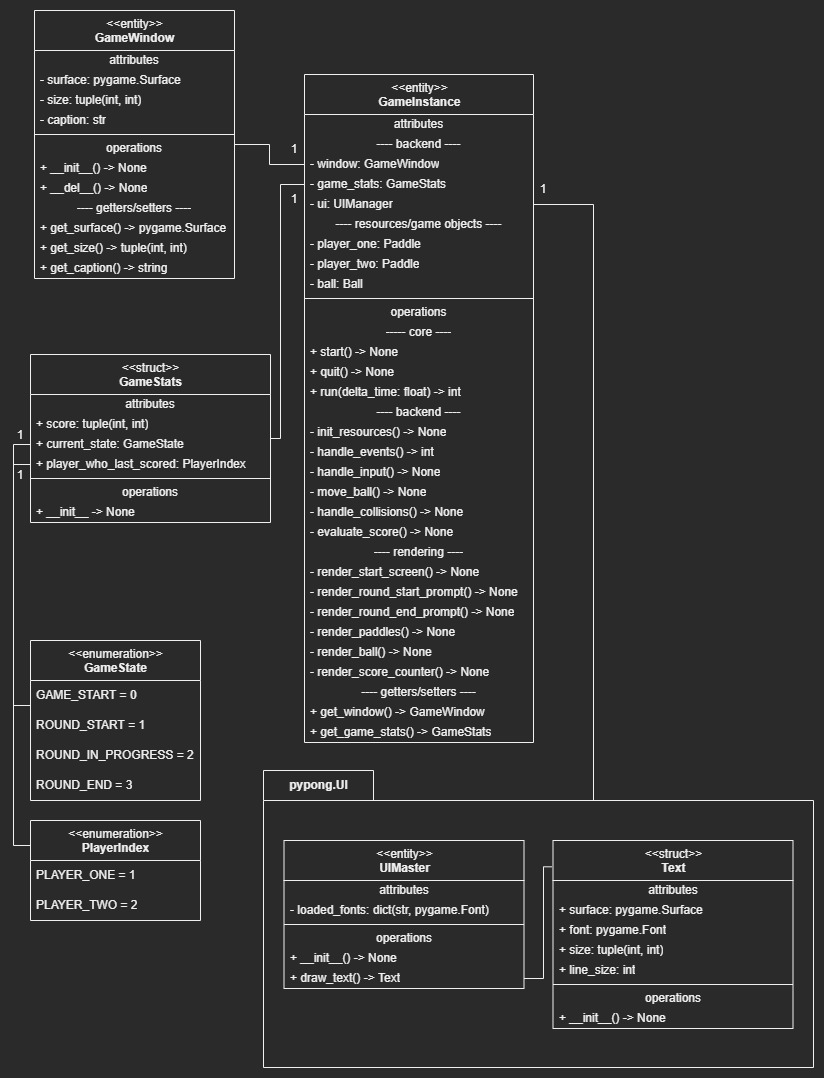 <<entity>>
GameWindow
attributes
- surface: pygame.Surface
- size: tuple(int, int)
- caption: str
operations
+ __init__() -> None
+ __del__() -> None
---- getters/setters ----
+ get_surface() -> pygame.Surface
+ get_size() -> tuple(int, int)
+ get_caption() -> string
1
1
<<entity>>
GameInstance
attributes
---- backend ----
- window: GameWindow
- game_stats: GameStats
- ui: UIManager
---- resources/game objects ----
- player_one: Paddle
- player_two: Paddle
- ball: Ball
operations
----- core ----
+ start() -> None
+ quit() -> None
+ run(delta_time: float) -> int
---- backend ----
- init_resources() -> None
- handle_events() -> int
- handle_input() -> None
- move_ball() -> None
- handle_collisions() -> None
- evaluate_score() -> None
---- rendering ----
- render_start_screen() -> None
- render_round_start_prompt() -> None
- render_round_end_prompt() -> None
- render_paddles() -> None
- render_ball() -> None
- render_score_counter() -> None
---- getters/setters ----
+ get_window() -> GameWindow
+ get_game_stats() -> GameStats
1
<<struct>>
GameStats
attributes
+ score: tuple(int, int)
+ current_state: GameState
+ player_who_last_scored: PlayerIndex
operations
+ __init__ -> None
1
1
<<enumeration>>
GameState
GAME_START = 0
ROUND_START = 1
ROUND_IN_PROGRESS = 2
ROUND_END = 3
<<enumeration>>
PlayerIndex
PLAYER_ONE = 1
PLAYER_TWO = 2
pypong.UI
<<entity>>
UIMaster
attributes
- loaded_fonts: dict(str, pygame.Font)
operations
+ __init__() -> None
+ draw_text() -> Text
<<struct>>
Text
attributes
+ surface: pygame.Surface
+ font: pygame.Font
+ size: tuple(int, int)
+ line_size: int
operations
+ __init__() -> None